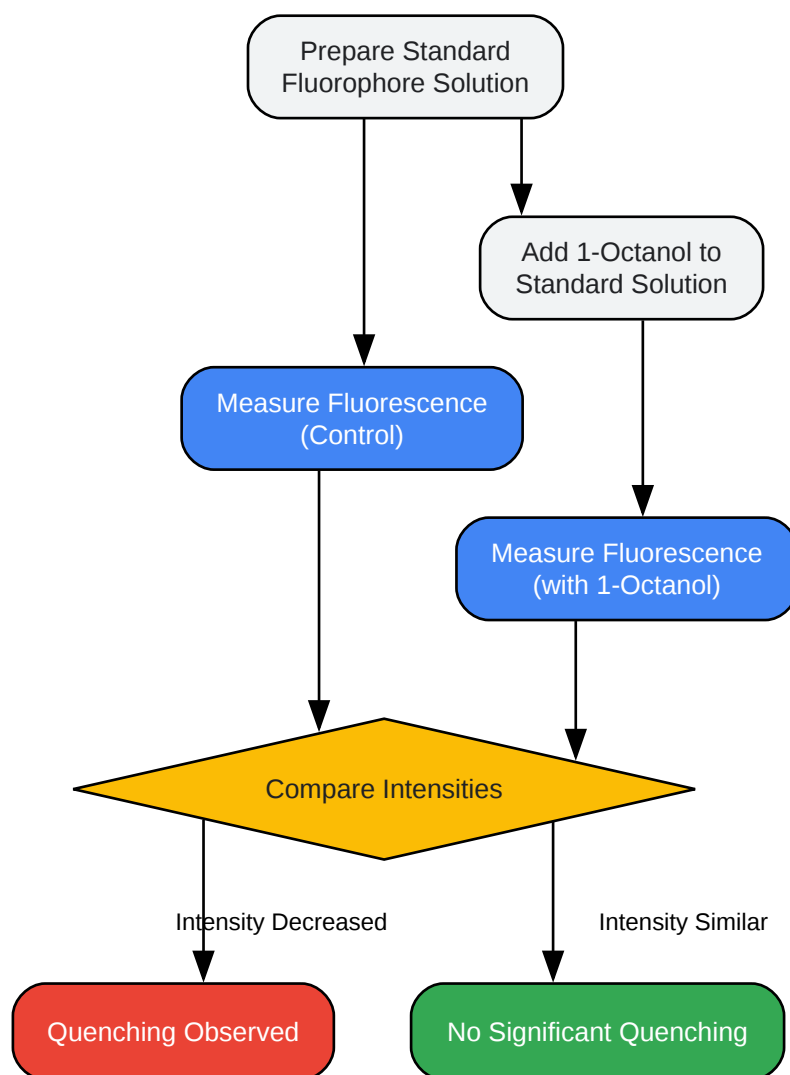 Prepare Standard
Fluorophore Solution
Add 1-Octanol to
Standard Solution
Measure Fluorescence
(Control)
Measure Fluorescence
(with 1-Octanol)
Compare Intensities
Intensity Decreased
Intensity Similar
Quenching Observed
No Significant Quenching